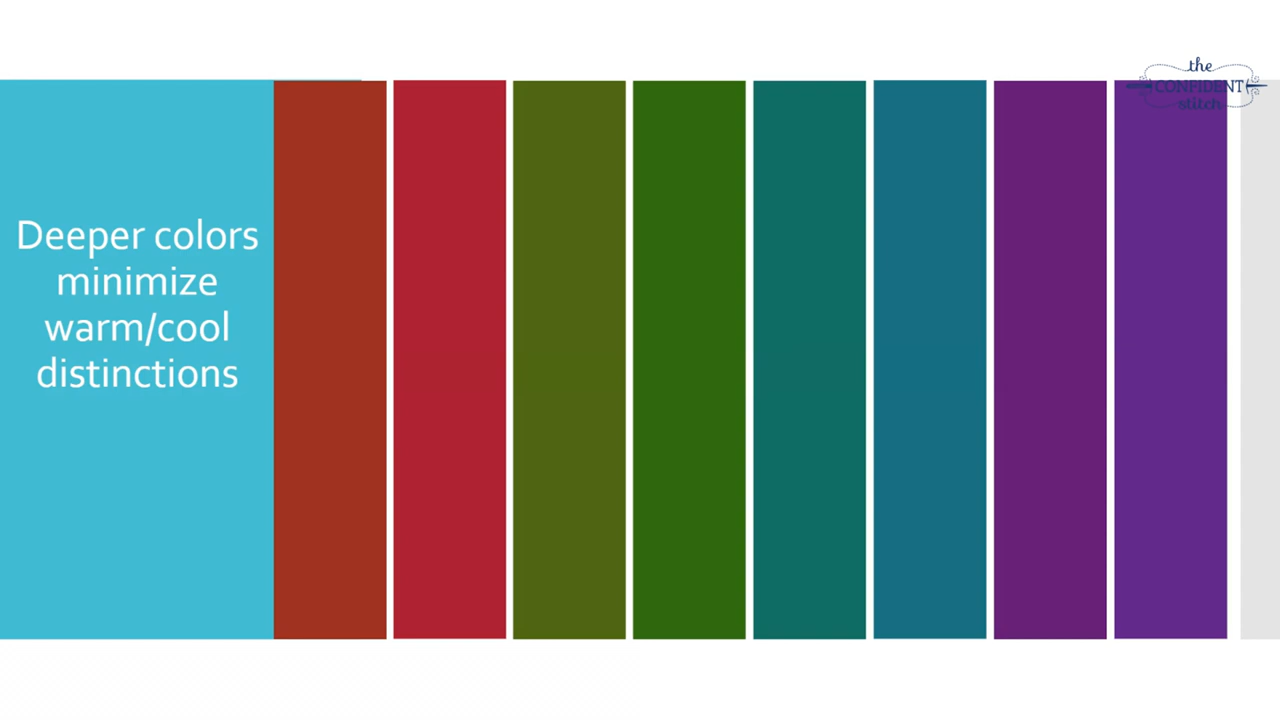 Deeper colors
minimize
warm/cool
distinctions
the
CONFIDENT
stitch